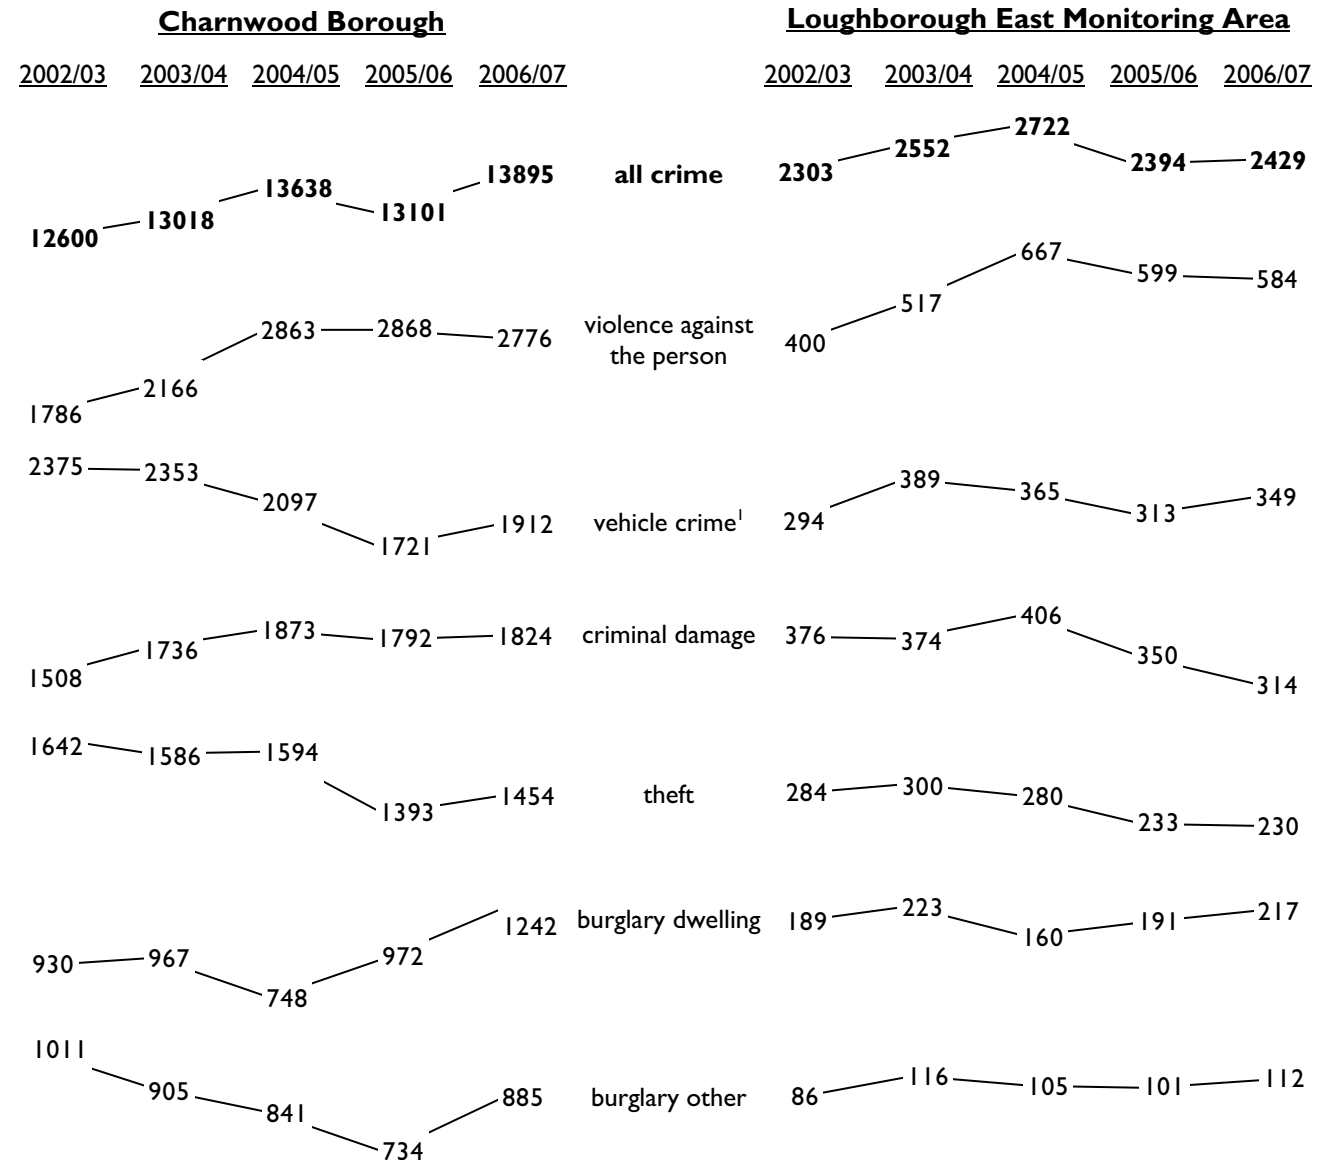 Charnwood Borough
Loughborough East Monitoring Area
2002/03 2003/04 2004/05 2005/06 2006/07
2002/03 2003/04 2004/05 2005/06 2006/07
12600 13018 13638 13101 13895 all crime 2303 2552 2722 2394 2429
1786 2166 2863 2868 2776 violence against
the person 400 517 667 599 584
2375 2353 2097 1721 1912 vehicle crime¹ 294 389 365 313 349
1508 1736 1873 1792 1824 criminal damage 376 374 406 350 314
1642 1586 1594 1393 1454 theft 284 300 280 233 230
930 967 748 972 1242 burglary dwelling 189 223 160 191 217
1011 905 841 734 885 burglary other 86 116 105 101 112